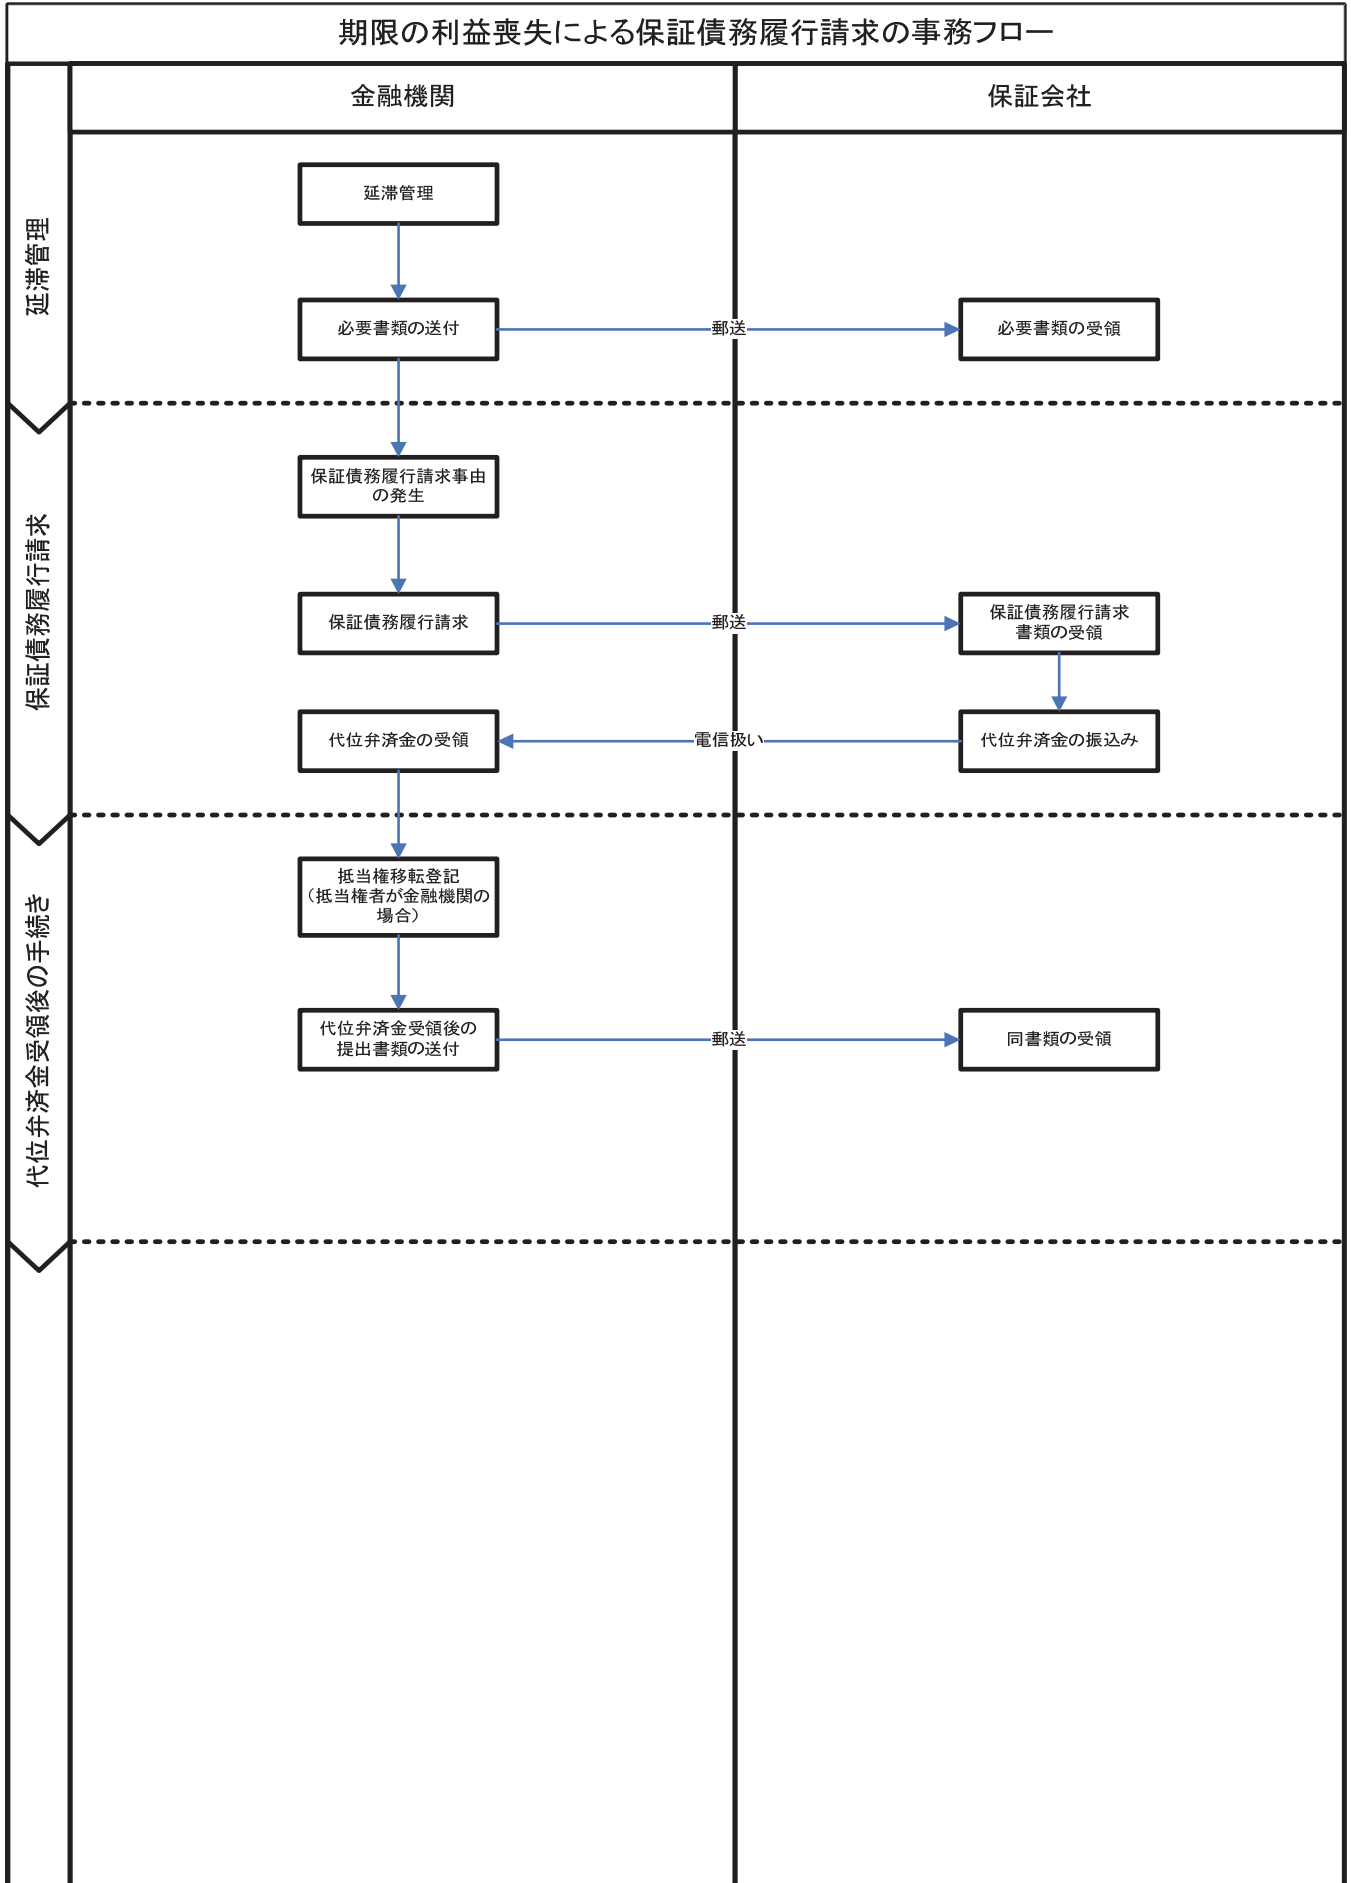 期限の利益喪失による保証債務履行請求の事務フロー
金融機関
保証会社
延滞管理
延滞管理
必要書類の送付
郵送
必要書類の受領
保証債務履行請求
保証債務履行請求事由
の発生
保証債務履行請求
郵送
保証債務履行請求
書類の受領
代位弁済金の受領
電信扱い
代位弁済金の振込み
代位弁済金受領後の手続き
抵当権移転登記
（抵当権者が金融機関の
場合）
代位弁済金受領後の
提出書類の送付
郵送
同書類の受領